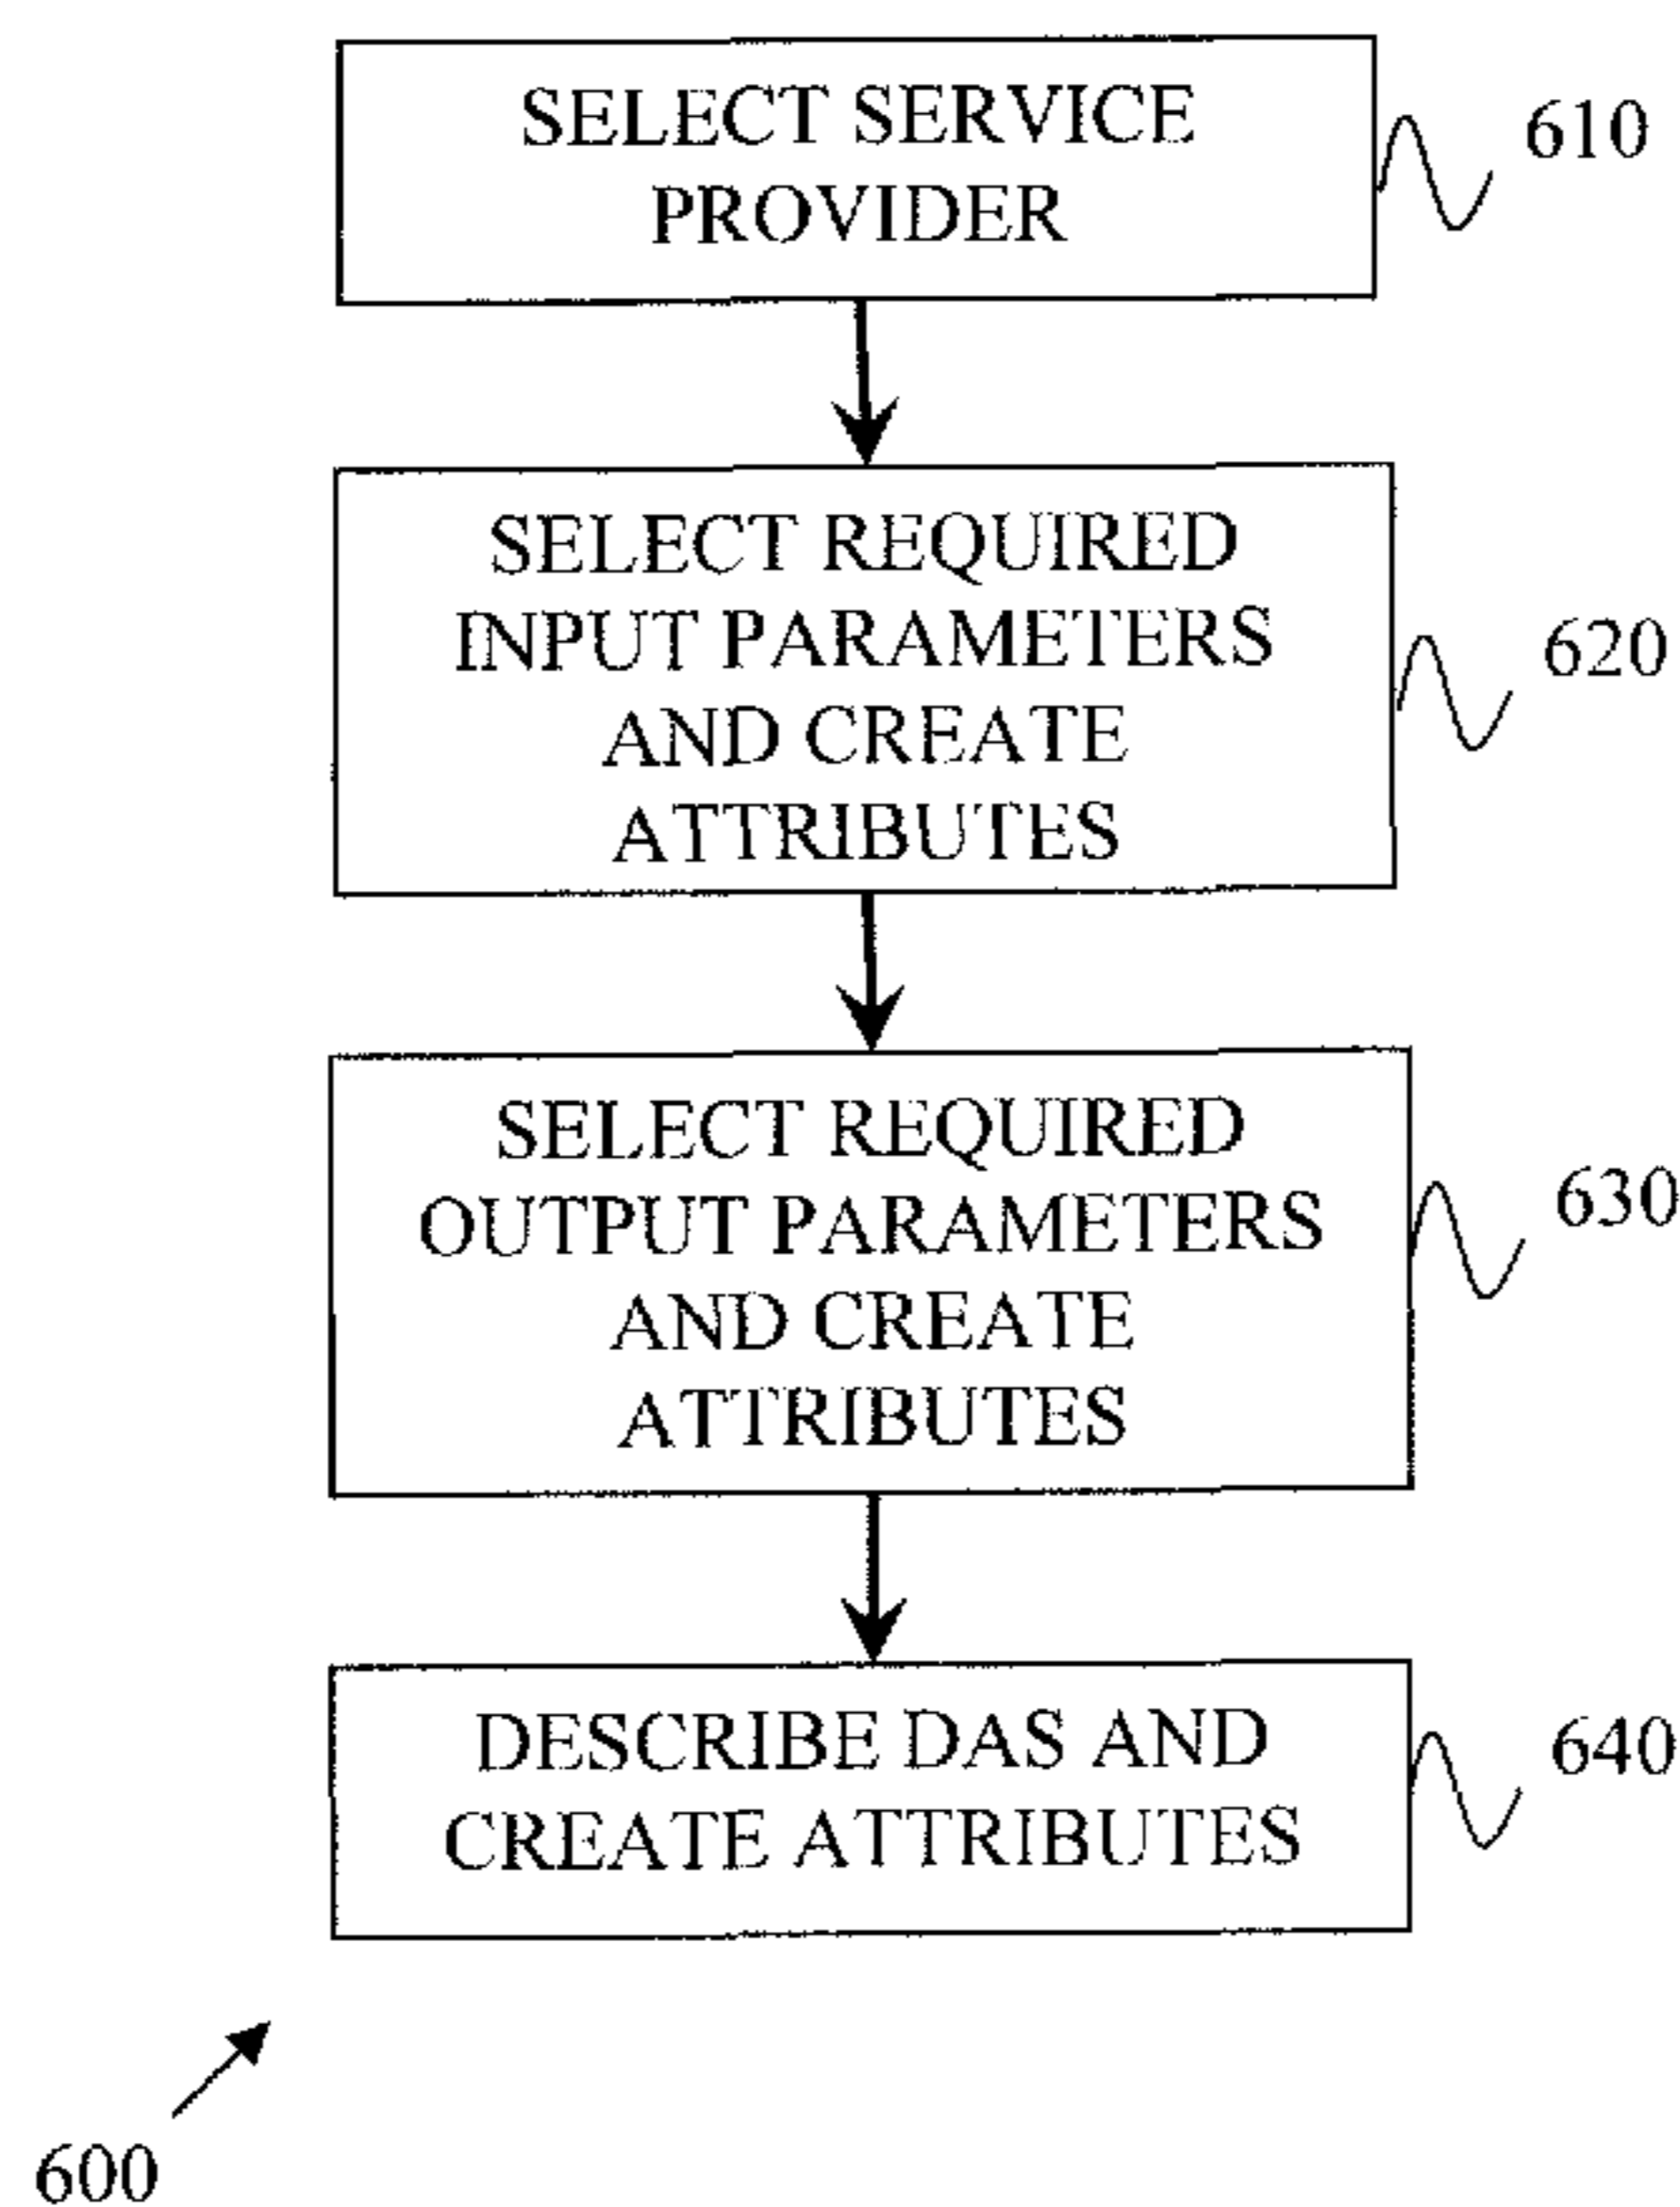 SELECT SERVICE
PROVIDER
610
SELECT REQUIRED
INPUT PARAMETERS
AND CREATE
ATTRIBUTES
620
SELECT REQUIRED
OUTPUT PARAMETERS
AND CREATE
ATTRIBUTES
630
DESCRIBE DAS AND
CREATE ATTRIBUTES
640
600